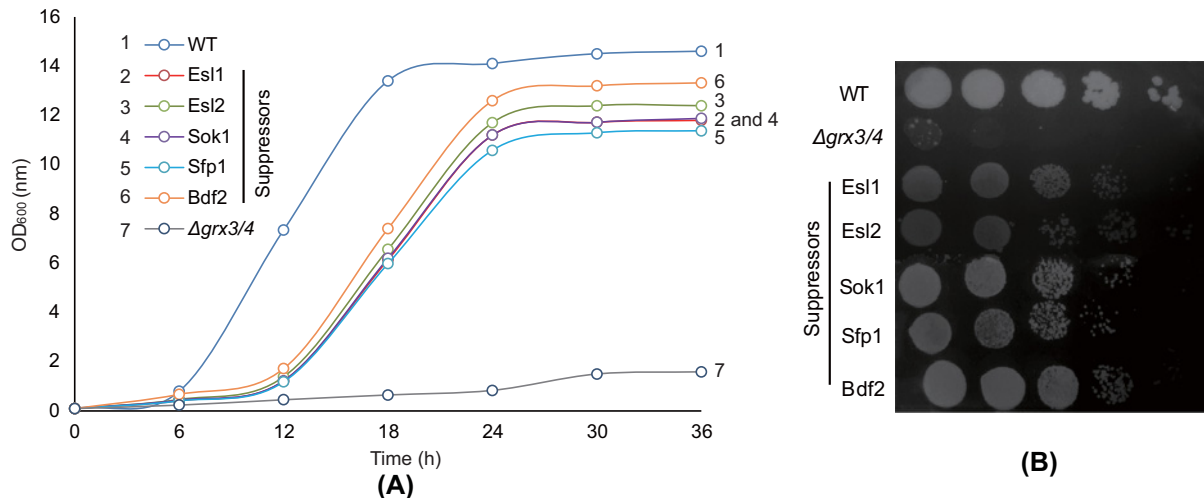 16
14
12
10
8
6
4
2
0
OD600 (nm)
1 WT
2 Esl1
3 Esl2
4 Sok1
5 Sfp1
6 Bdf2
7 Δgrx3/4
Suppressors
1
6
3
2 and 4
5
7
0 6 12 18 24 30 36
Time (h)
(A)
WT
Δgrx3/4
Esl1
Esl2
Sok1
Sfp1
Bdf2
Suppressors
(B)